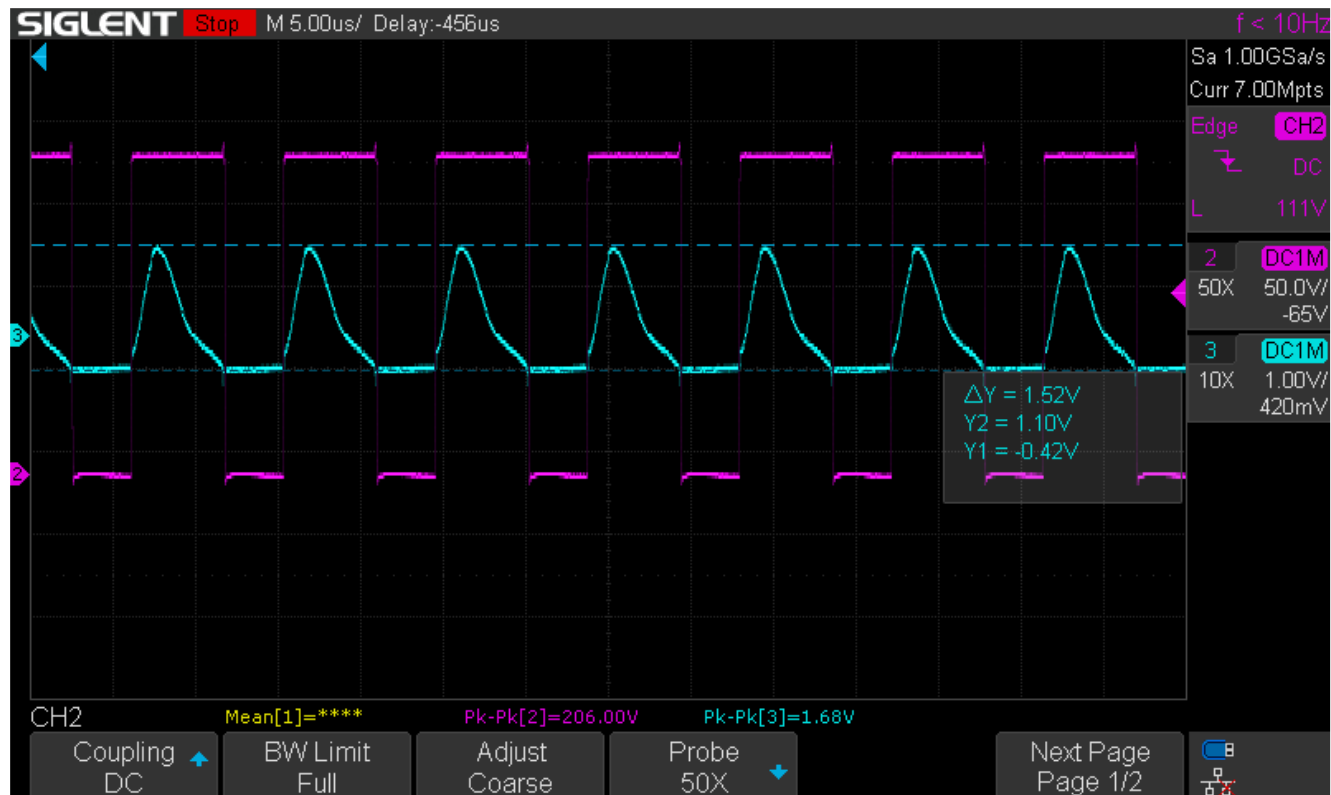 SIGLENT Stop M 5.00us/ Delay:-456us f < 10Hz
Sa 1.00GSa/s
Curr 7.00Mpts
Edge CH2
DC
L 111V
2 DC1M
50X 50.0V/
-65V
3 DC1M
10X 1.00V/
420mV
3
2
△Y = 1.52V
Y2 = 1.10V
Y1 = -0.42V
CH2 Mean[1]=**** Pk-Pk[2]=206.00V Pk-Pk[3]=1.68V
Coupling BW Limit Adjust Probe Next Page
DC Full Coarse 50X Page 1/2